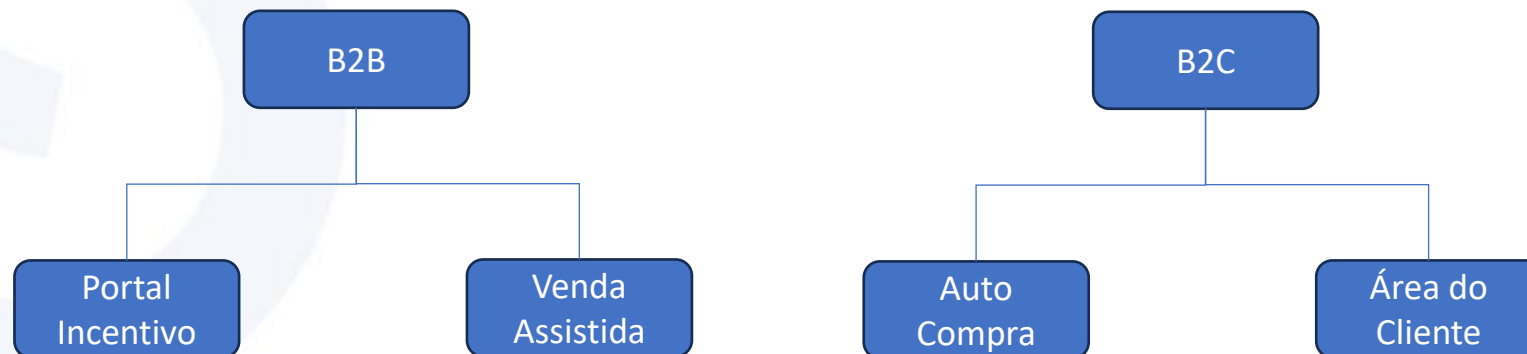 B2B
B2C
Portal
Incentivo
Venda
Assistida
Auto
Compra
Área do
Cliente